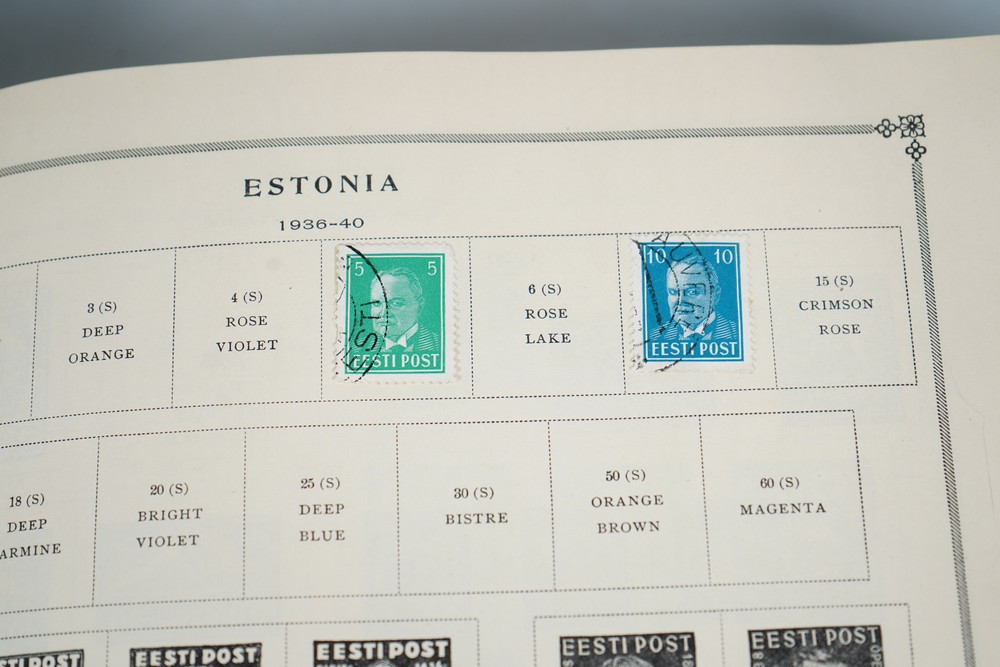 ESTONIA
1936-40
3 (S)
DEEP
ORANGE
4 (S)
ROSE
VIOLET
5 5
EESTI POST
6 (S)
ROSE
LAKE
10 10
EESTI POST
15 (S)
CRIMSON
ROSE
18 (S)
DEEP
ARMINE
20 (S)
BRIGHT
VIOLET
25 (S)
DEEP
BLUE
30 (S)
BISTRE
50 (S)
ORANGE
BROWN
60 (S)
MAGENTA
POST
EESTI POST
EESTI POST
EESTI POST
EESTI POST